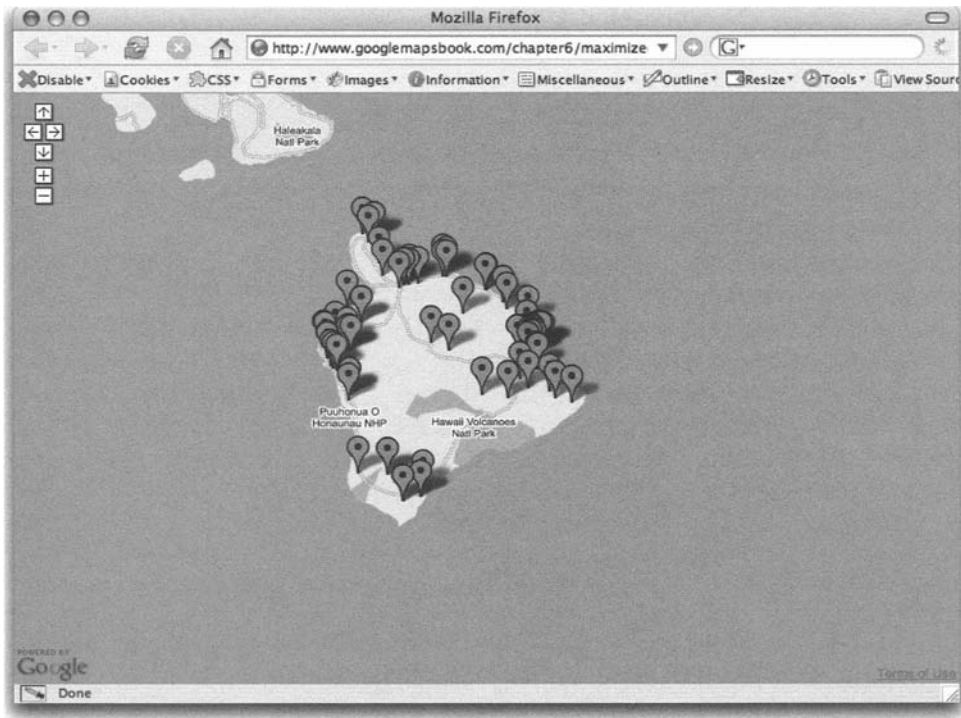 Mozilla Firefox
http://www.googlemapsbook.com/chapter6/maximize
G
Disable Cookies CSS Forms Images Information Miscellaneous Outline Resize Tools View Sourc
Haleakala
Natl Park
Puuhonua O
Honaunau NHP
Hawaii Volcanoes
Natl Park
POWERED BY
Google
Terms of Use
Done